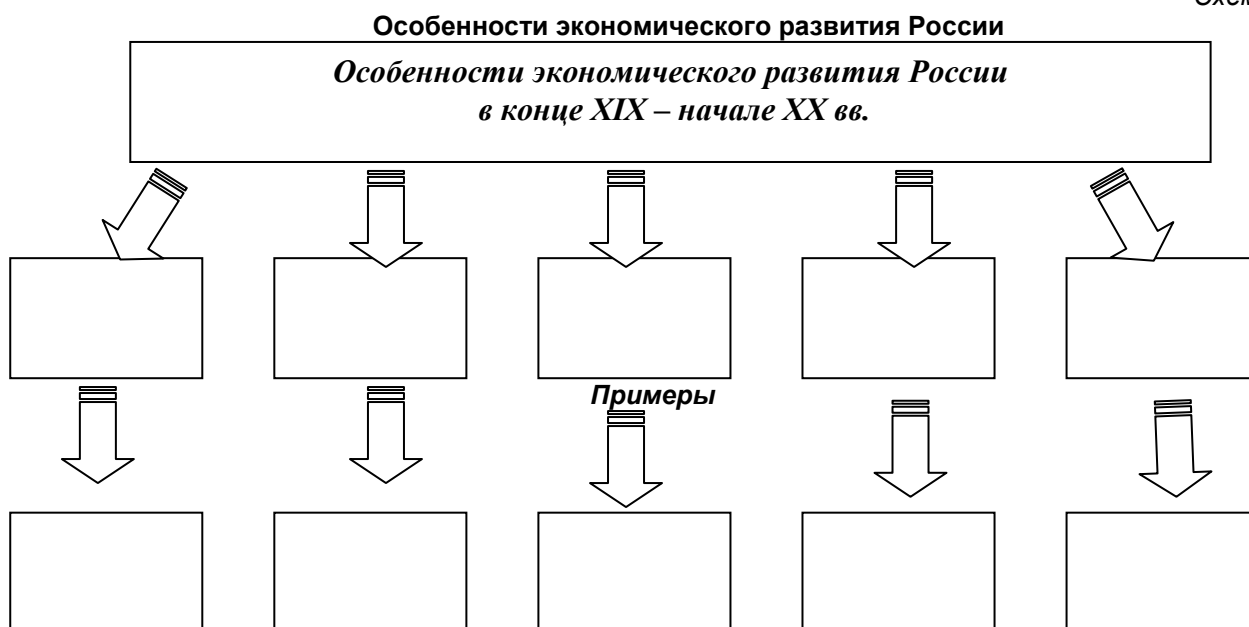 Особенности экономического развития России
Особенности экономического развития России
в конце XIX – начале XX вв.
Примеры